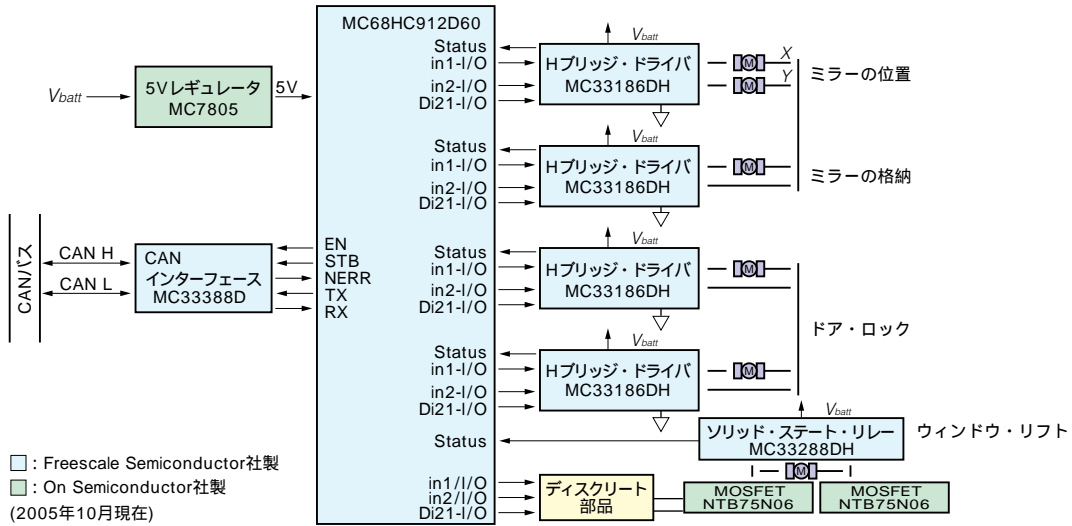 MC68HC912D60
Vbatt
5Vレギュレータ
MC7805
5V
CANバス
CAN H
CAN L
CAN
インターフェース
MC33388D
EN
STB
NERR
TX
RX
Status
in1-I/O
in2-I/O
Di21-I/O
Vbatt
Hブリッジ・ドライバ
MC33186DH
M
X
M
Y
ミラーの位置
Status
in1-I/O
in2-I/O
Di21-I/O
Vbatt
Hブリッジ・ドライバ
MC33186DH
M
ミラーの格納
Status
in1-I/O
in2-I/O
Di21-I/O
Vbatt
Hブリッジ・ドライバ
MC33186DH
M
ドア・ロック
Status
in1-I/O
in2-I/O
Di21-I/O
Vbatt
Hブリッジ・ドライバ
MC33186DH
M
Status
Vbatt
ソリッド・ステート・リレー
MC33288DH
ウィンドウ・リフト
M
in1/I/O
in2/I/O
Di21-I/O
ディスクリート
部品
MOSFET
NTB75N06
MOSFET
NTB75N06
: Freescale Semiconductor社製
: On Semiconductor社製
(2005年10月現在)